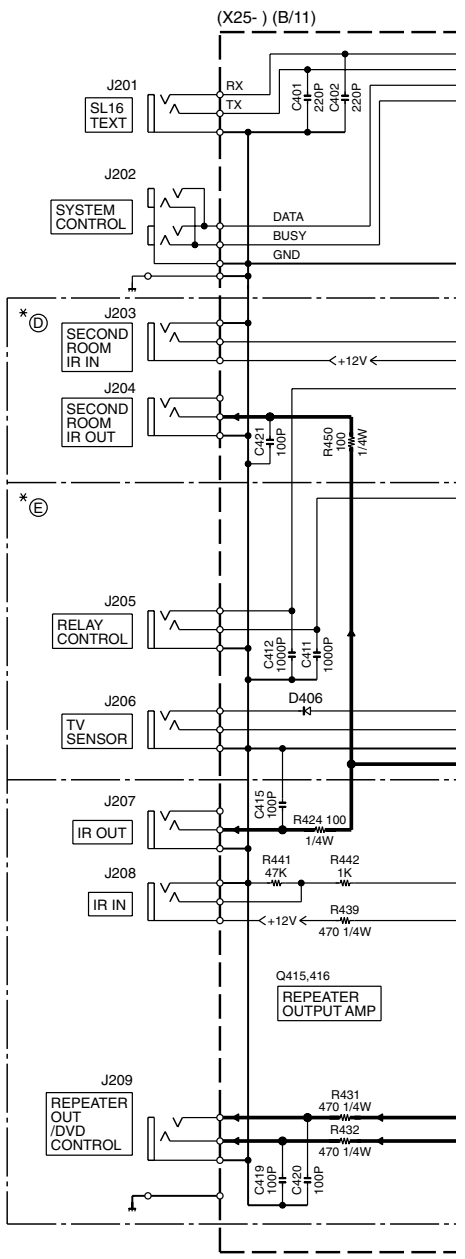 (X25- ) (B/11)
J201
SL16
TEXT
RX
TX
C401
220P
C402
220P
J202
SYSTEM
CONTROL
DATA
BUSY
GND
* D
J203
SECOND
ROOM
IR IN
+12V
J204
SECOND
ROOM
IR OUT
C421
100P
R450
100
1/4W
* E
J205
RELAY
CONTROL
C412
1000P
C411
1000P
J206
TV
SENSOR
D406
J207
IR OUT
C415
100P
R424 100
1/4W
J208
IR IN
R441
47K
R442
1K
+12V
R439
470 1/4W
Q415,416
REPEATER
OUTPUT AMP
J209
REPEATER
OUT
/DVD
CONTROL
R431
470 1/4W
R432
470 1/4W
C419
100P
C420
100P